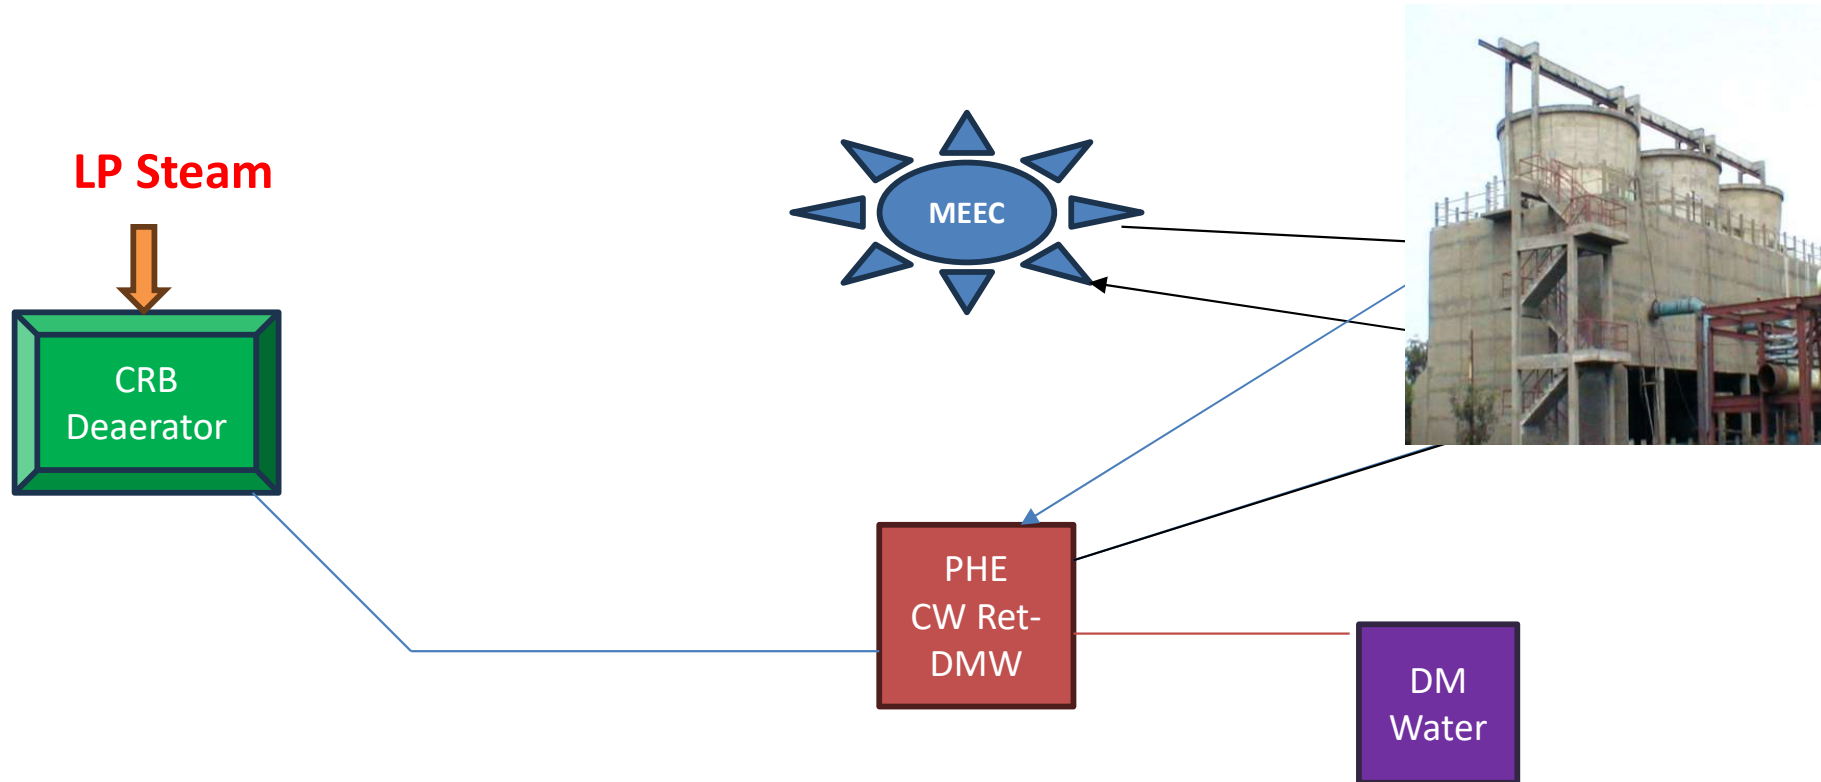 LP Steam
MEEC
CRB
Deaerator
PHE
CW Ret-
DMW
DM
Water